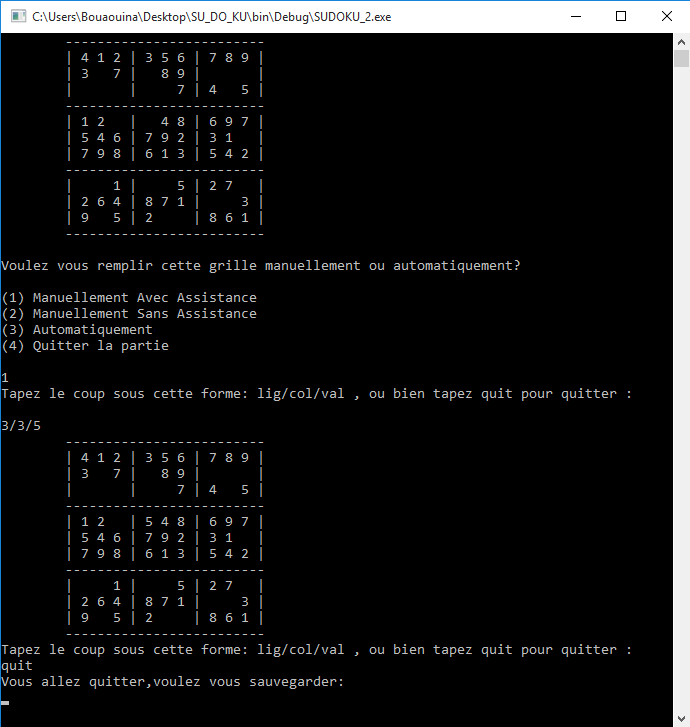 C:\Users\Bouaouina\Desktop\SU_DO_KU\bin\Debug\SUDOKU_2.exe
-------------------------
| 4 1 2 | 3 5 6 | 7 8 9 |
| 3   7 |   8 9 |       |
|       |     7 | 4   5 |
-------------------------
| 1 2   |   4 8 | 6 9 7 |
| 5 4 6 | 7 9 2 | 3 1   |
| 7 9 8 | 6 1 3 | 5 4 2 |
-------------------------
|     1 |     5 | 2 7   |
| 2 6 4 | 8 7 1 |     3 |
| 9   5 | 2     | 8 6 1 |
-------------------------
Voulez vous remplir cette grille manuellement ou automatiquement?
(1) Manuellement Avec Assistance
(2) Manuellement Sans Assistance
(3) Automatiquement
(4) Quitter la partie
1
Tapez le coup sous cette forme: lig/col/val , ou bien tapez quit pour quitter :
3/3/5
-------------------------
| 4 1 2 | 3 5 6 | 7 8 9 |
| 3   7 |   8 9 |       |
|       |     7 | 4   5 |
-------------------------
| 1 2   | 5 4 8 | 6 9 7 |
| 5 4 6 | 7 9 2 | 3 1   |
| 7 9 8 | 6 1 3 | 5 4 2 |
-------------------------
|     1 |     5 | 2 7   |
| 2 6 4 | 8 7 1 |     3 |
| 9   5 | 2     | 8 6 1 |
-------------------------
Tapez le coup sous cette forme: lig/col/val , ou bien tapez quit pour quitter :
quit
Vous allez quitter,voulez vous sauvegarder: